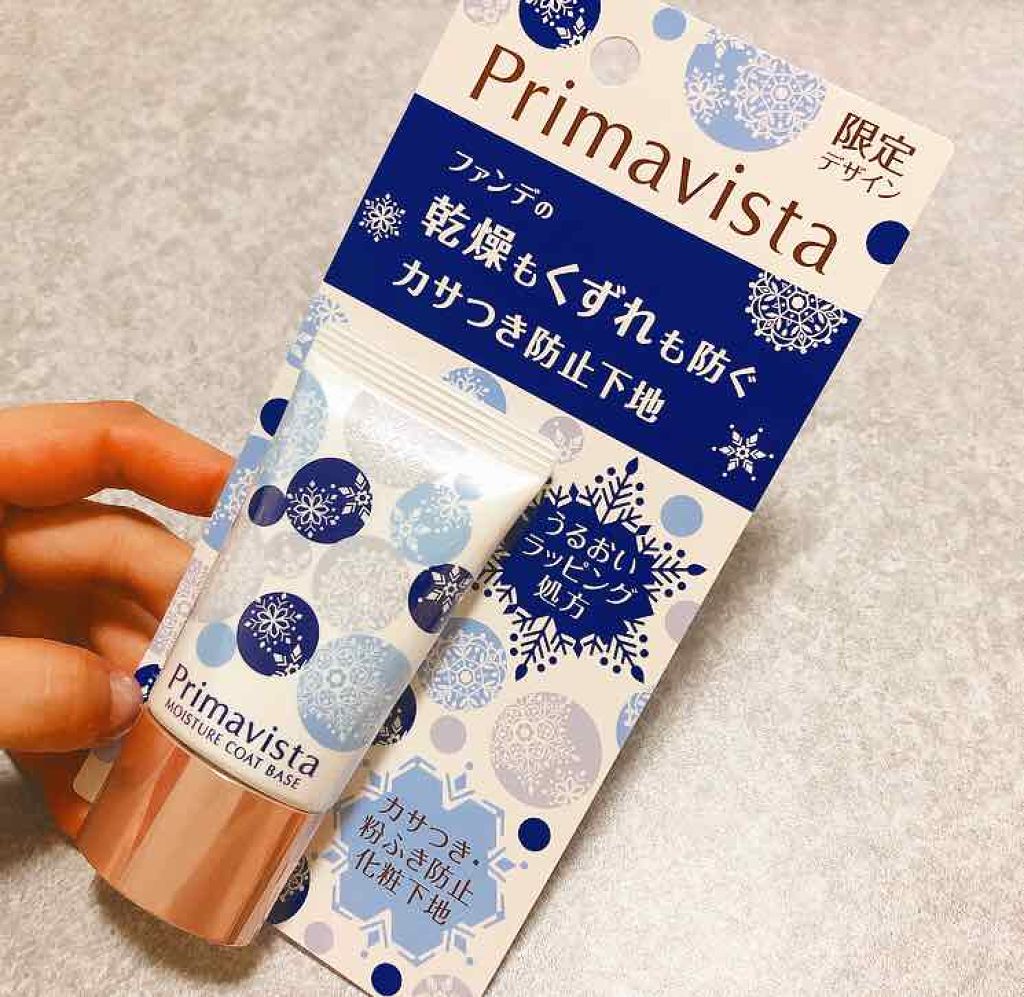 Primavista
限定
デザイン
ファンデの
乾燥もくずれも防ぐ
カサつき防止下地
うるおい
ラッピング
処方
Primavista
MOISTURE COAT BASE
カサつき・
粉ふき防止
化粧下地